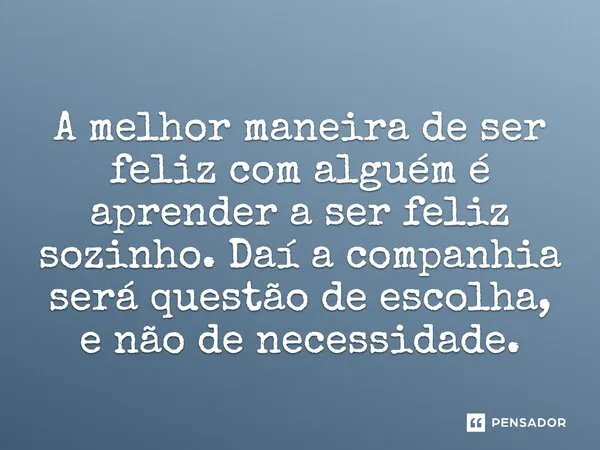 A melhor maneira de ser
feliz com alguém é
aprender a ser feliz
sozinho. Daí a companhia
será questão de escolha,
e não de necessidade.
PENSADOR